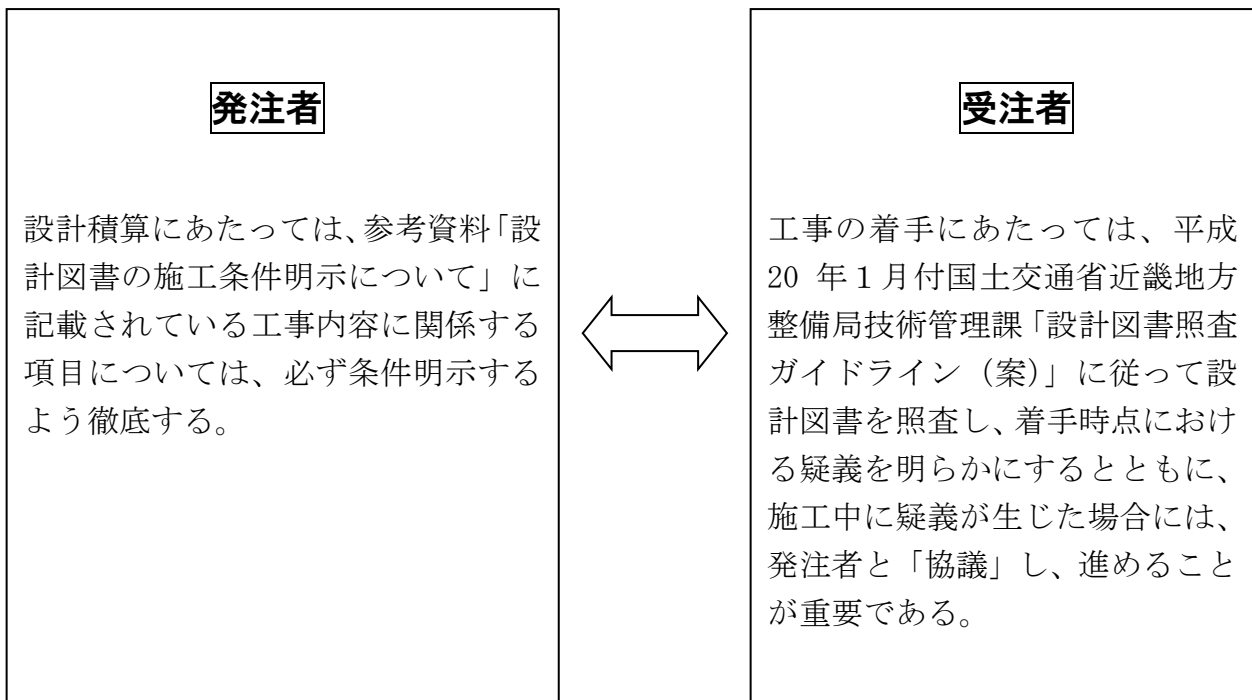 発注者
設計積算にあたっては、参考資料「設
計図書の施工条件明示について」に
記載されている工事内容に関係する
項目については、必ず条件明示する
よう徹底する。
受注者
工事の着手にあたっては、平成
20 年１月付国土交通省近畿地方
整備局技術管理課「設計図書照査
ガイドライン（案）」に従って設
計図書を照査し、着手時点におけ
る疑義を明らかにするとともに、
施工中に疑義が生じた場合には、
発注者と「協議」し、進めること
が重要である。